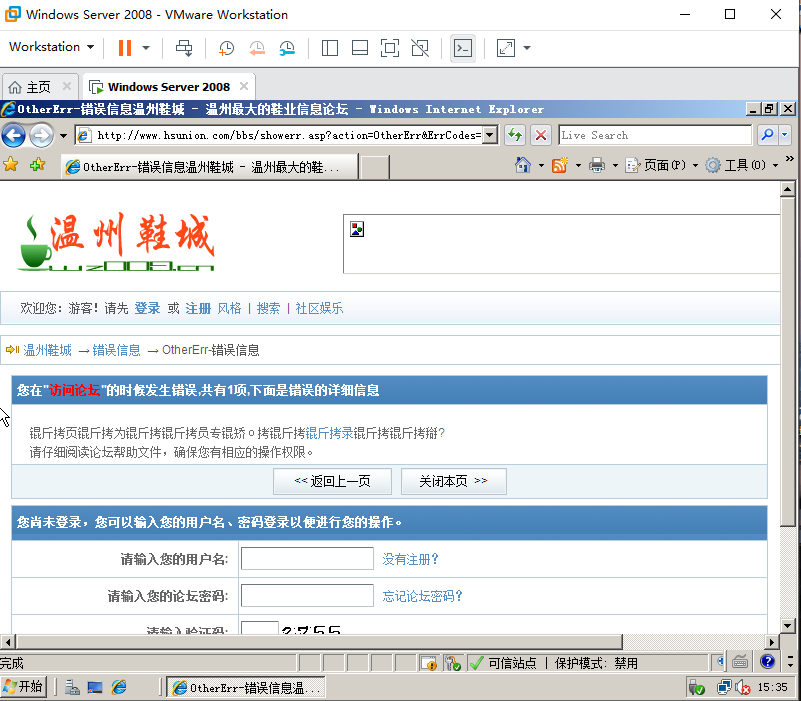 Windows Server 2008 - VMware Workstation
Workstation
主页
Windows Server 2008
OtherErr-错误信息温州鞋城 - 温州最大的鞋业信息论坛 - Windows Internet Explorer
http://www.hsunion.com/bbs/showerr.asp?action=OtherErr&ErrCodes=
Live Search
OtherErr-错误信息温州鞋城 - 温州最大的鞋...
页面(P)
工具(O)
»
温州鞋城
欢迎您：游客！请先 登录 或 注册 风格 | 搜索 | 社区娱乐
温州鞋城 → 错误信息 → OtherErr-错误信息
您在"访问论坛"的时候发生错误,共有1项,下面是错误的详细信息
锟斤拷页锟斤拷为锟斤拷锟斤拷员专锟矫。拷锟斤拷锟斤拷录锟斤拷锟斤拷搿?
请仔细阅读论坛帮助文件，确保您有相应的操作权限。
<< 返回上一页
关闭本页 >>
您尚未登录，您可以输入您的用户名、密码登录以便进行您的操作。
请输入您的用户名:
没有注册?
请输入您的论坛密码:
忘记论坛密码?
请输入验证码:
完成
可信站点 | 保护模式: 禁用
开始
OtherErr-错误信息温...
15:35